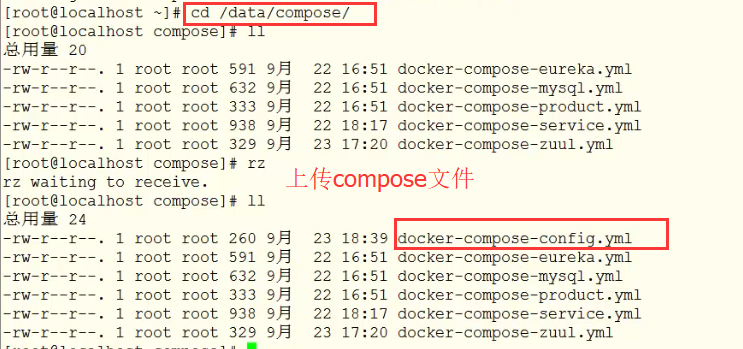 [root@localhost ~]# cd /data/compose/
[root@localhost compose]# ll
总用量 20
-rw-r--r--. 1 root root 591 9月  22 16:51 docker-compose-eureka.yml
-rw-r--r--. 1 root root 632 9月  22 16:51 docker-compose-mysql.yml
-rw-r--r--. 1 root root 333 9月  22 16:51 docker-compose-product.yml
-rw-r--r--. 1 root root 938 9月  22 18:17 docker-compose-service.yml
-rw-r--r--. 1 root root 329 9月  23 17:20 docker-compose-zuul.yml
[root@localhost compose]# rz
rz waiting to receive.
上传compose文件
[root@localhost compose]# ll
总用量 24
-rw-r--r--. 1 root root 260 9月  23 18:39 docker-compose-config.yml
-rw-r--r--. 1 root root 591 9月  22 16:51 docker-compose-eureka.yml
-rw-r--r--. 1 root root 632 9月  22 16:51 docker-compose-mysql.yml
-rw-r--r--. 1 root root 333 9月  22 16:51 docker-compose-product.yml
-rw-r--r--. 1 root root 938 9月  22 18:17 docker-compose-service.yml
-rw-r--r--. 1 root root 329 9月  23 17:20 docker-compose-zuul.yml
[root@localhost compose]#